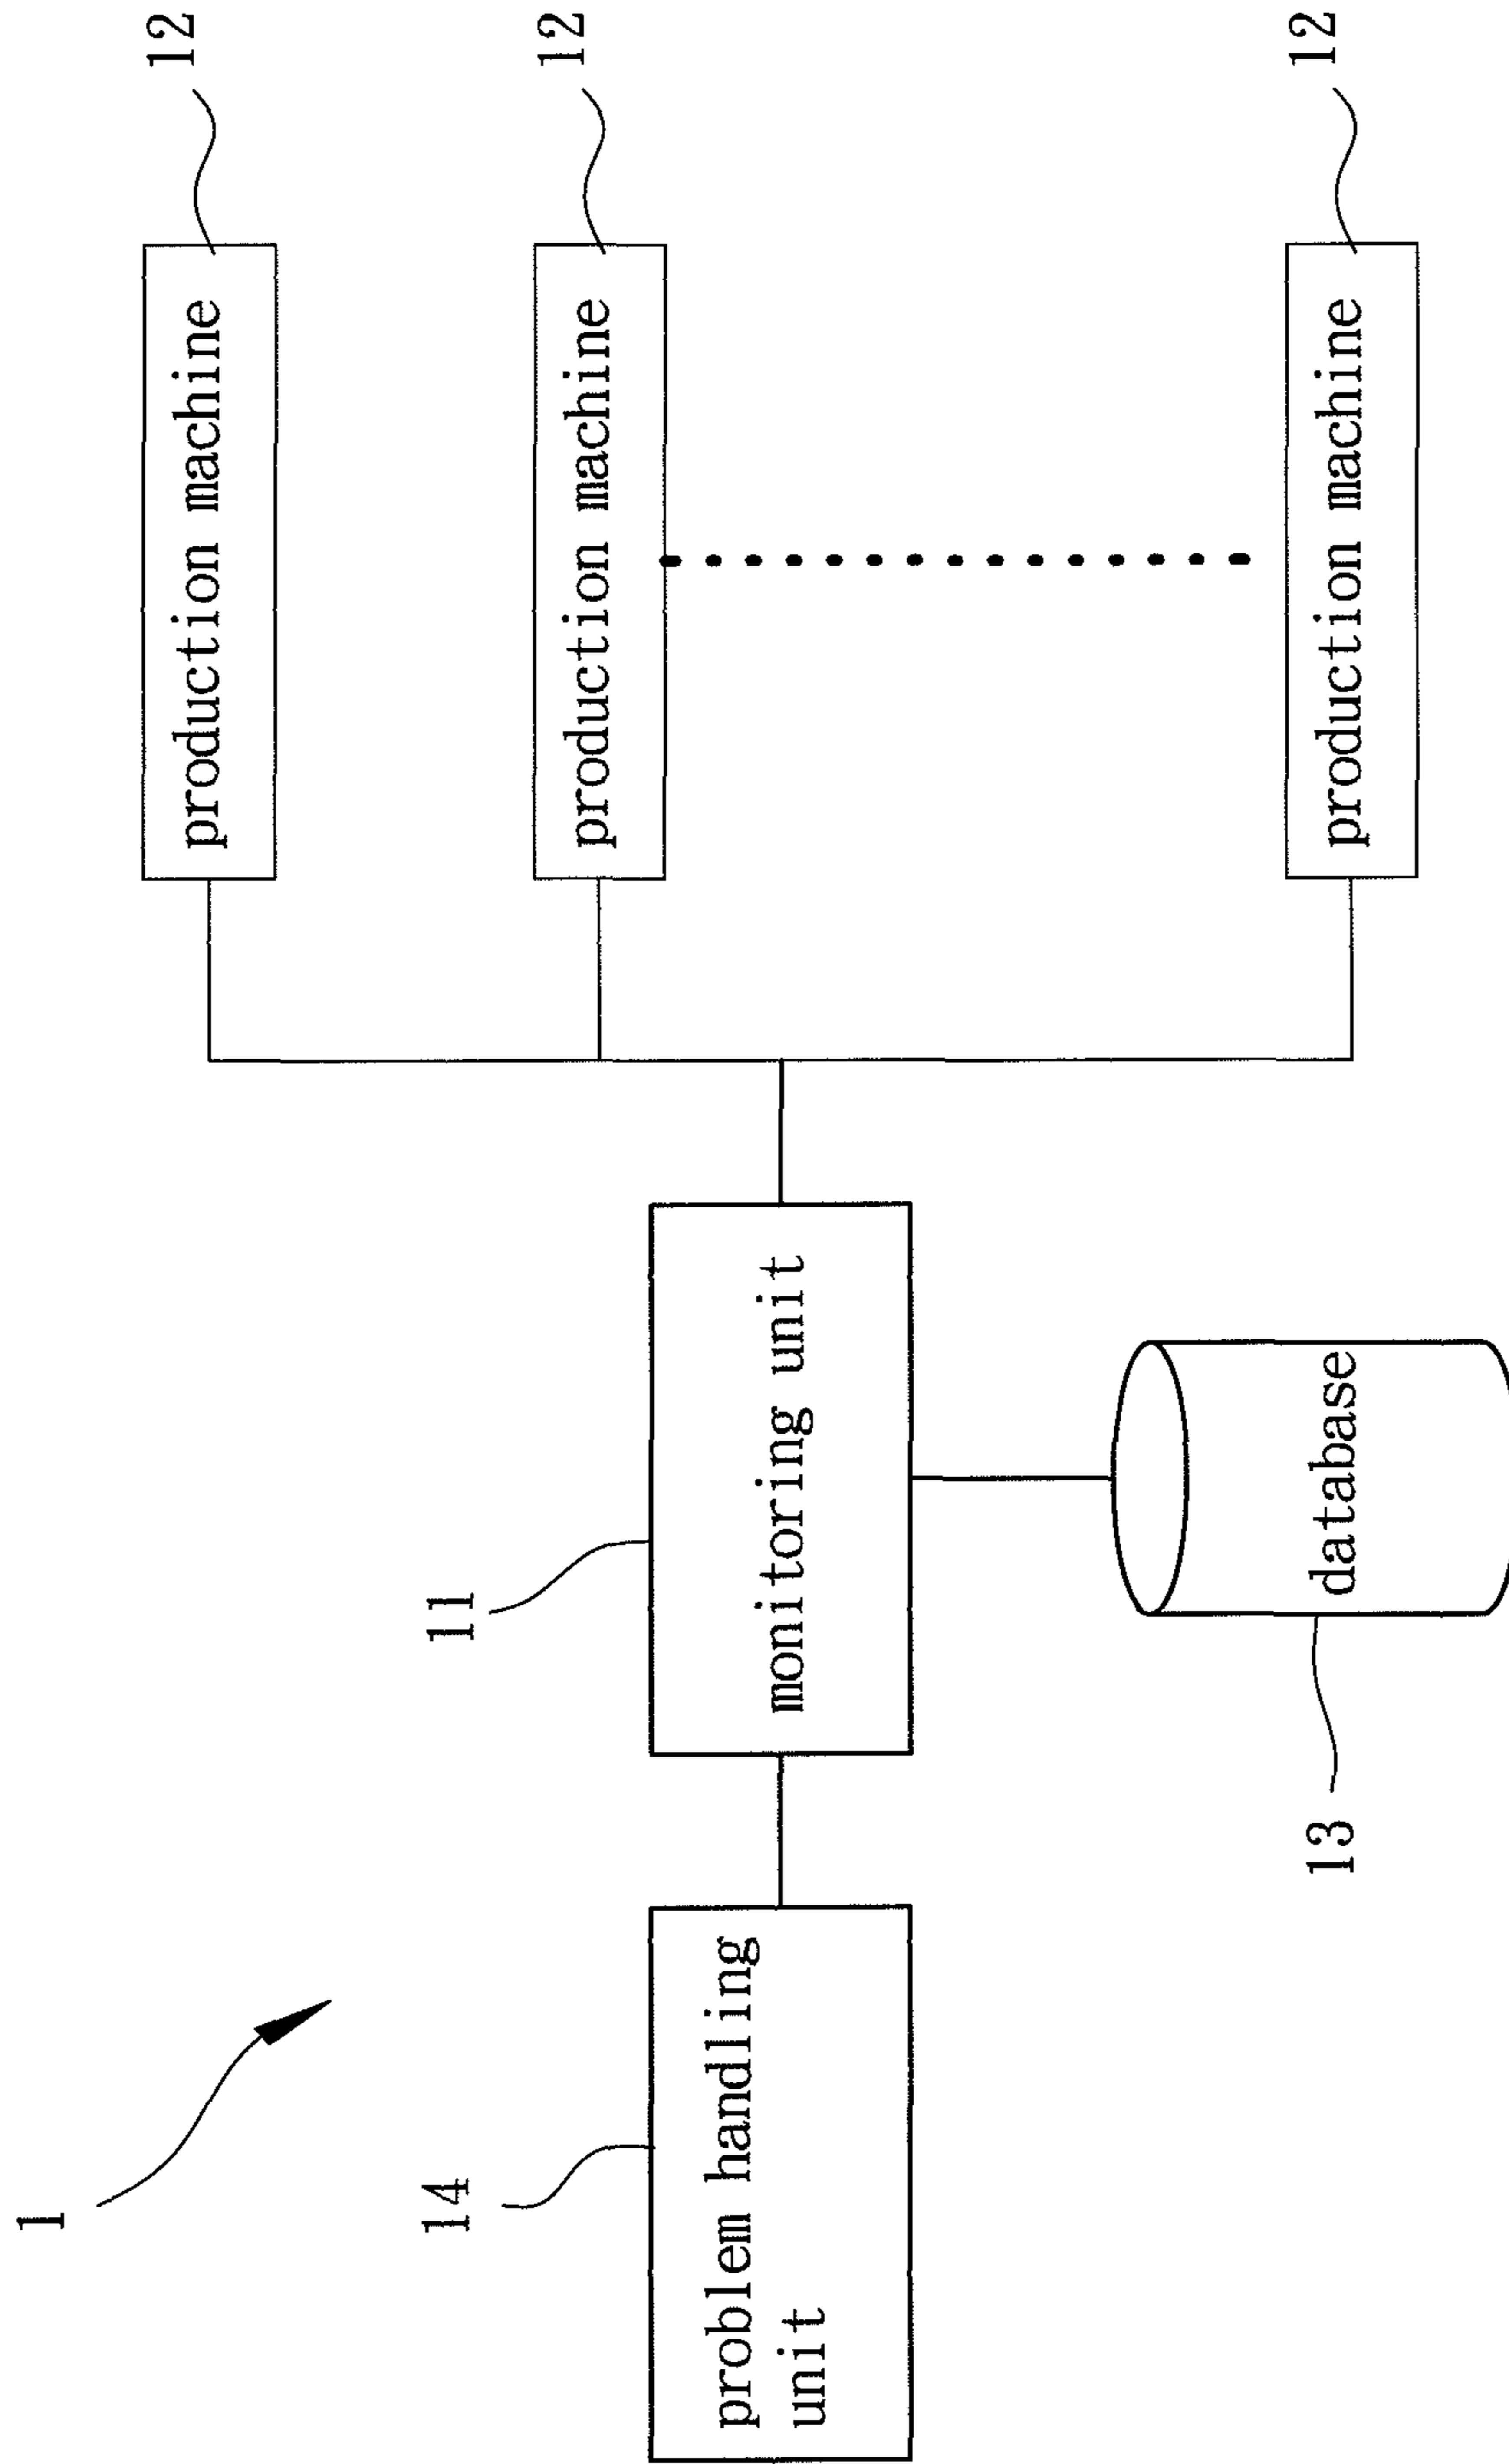 1
14
problem handling
unit
11
monitoring unit
13
database
production machine
12
production machine
12
production machine
12